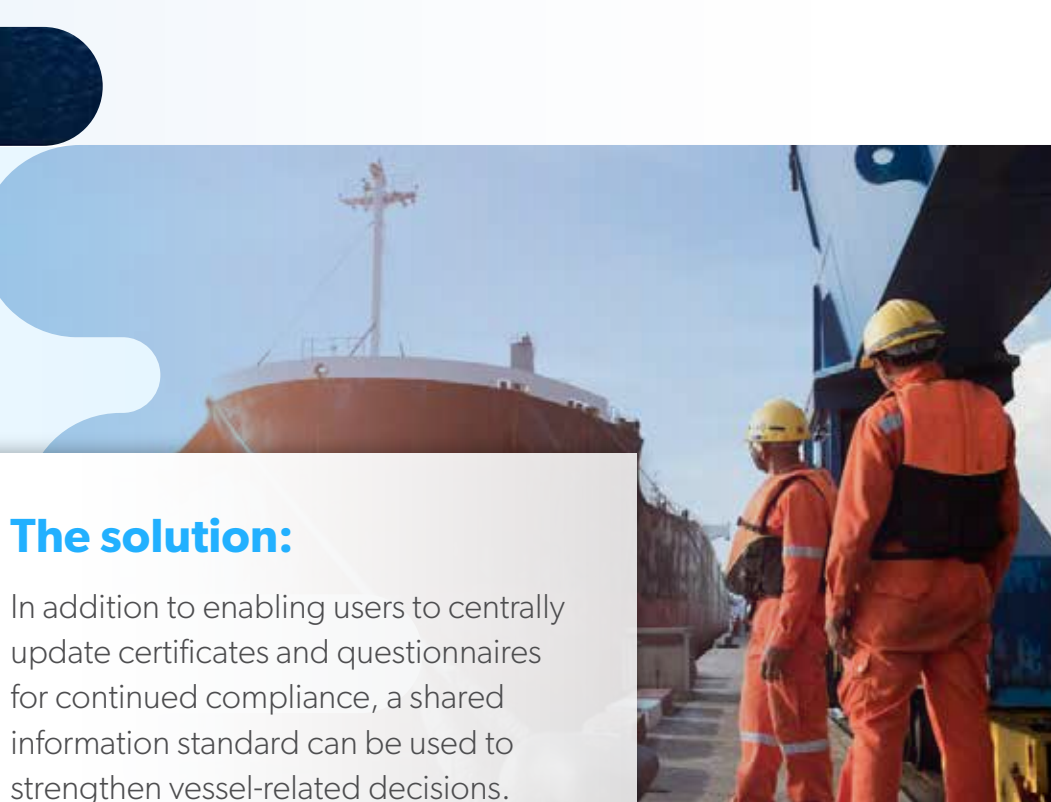 The solution:
In addition to enabling users to centrally
update certificates and questionnaires
for continued compliance, a shared
information standard can be used to
strengthen vessel-related decisions.